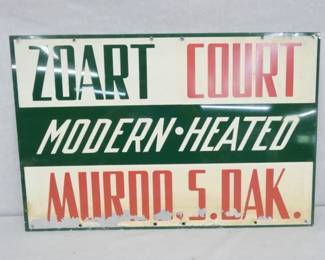 ZOART COURT
MODERN•HEATED
MURDO, S. DAK.